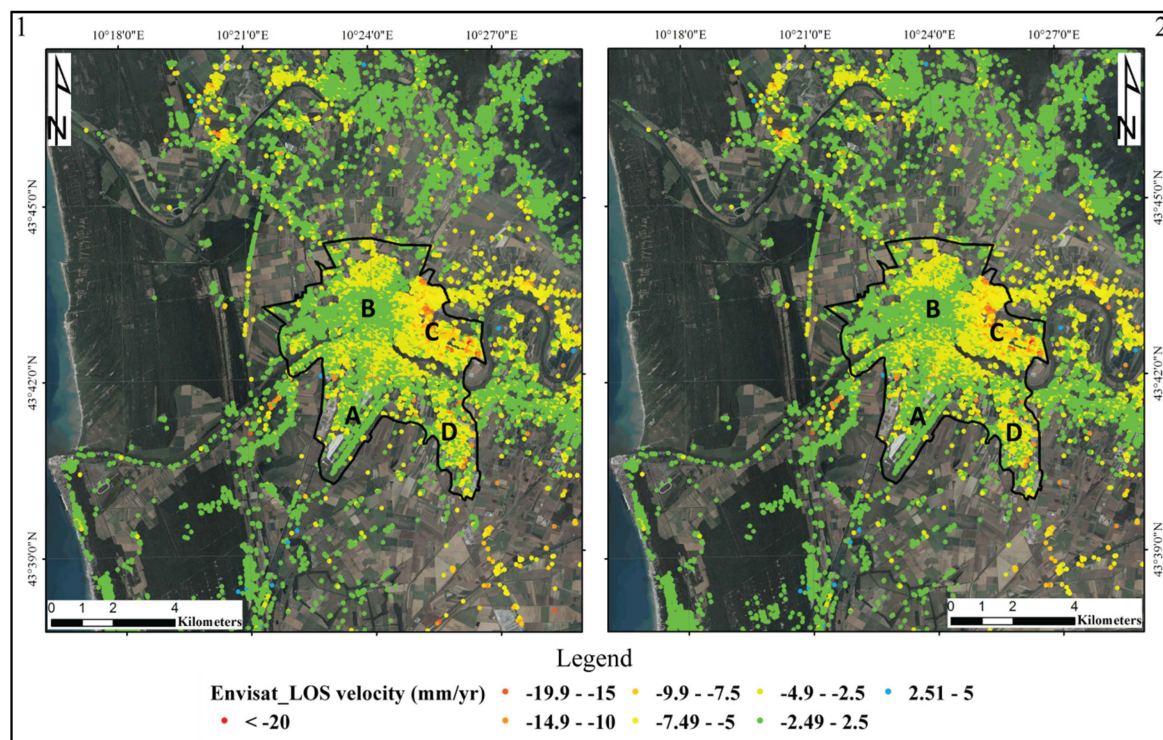 1
2
10°18'0"E 10°21'0"E 10°24'0"E 10°27'0"E
10°18'0"E 10°21'0"E 10°24'0"E 10°27'0"E
N
N
43°45'0"N
43°45'0"N
B
C
B
C
43°42'0"N
43°42'0"N
A
D
A
D
43°39'0"N
43°39'0"N
0 1 2 4
Kilometers
0 1 2 4
Kilometers
Legend
Envisat_LOS velocity (mm/yr) -19.9 - -15 -9.9 - -7.5 -4.9 - -2.5 2.51 - 5
< -20 -14.9 - -10 -7.49 - -5 -2.49 - 2.5